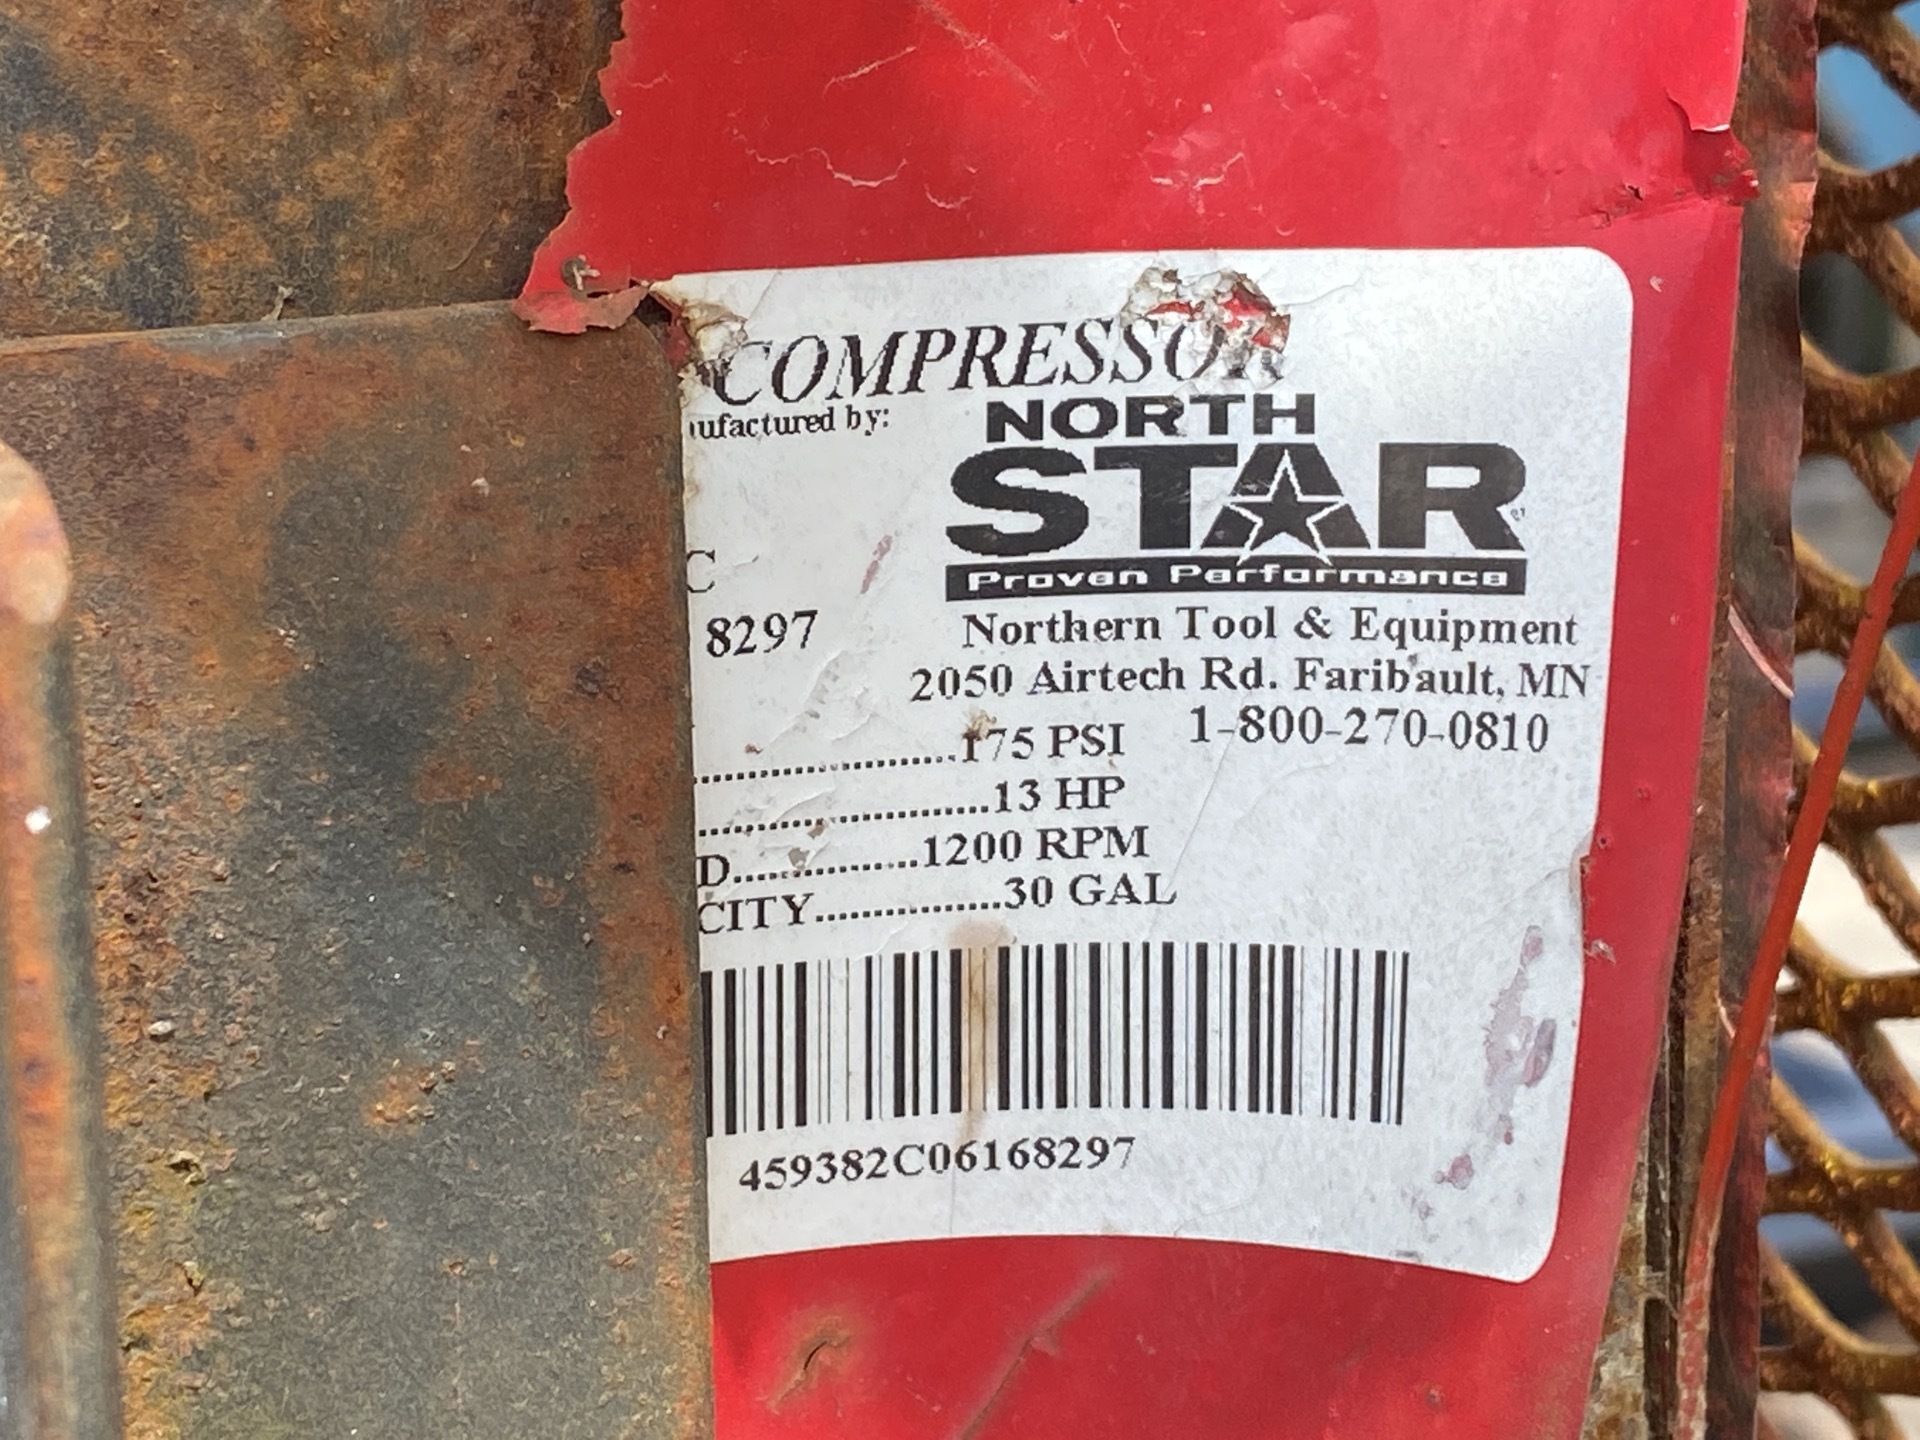 COMPRESSOR
ufactured by:
NORTH
STAR
Proven Performance
C
8297
Northern Tool & Equipment
2050 Airtech Rd. Faribault, MN
1-800-270-0810
....................175 PSI
....................13 HP
D................1200 RPM
CITY................30 GAL
459382C06168297